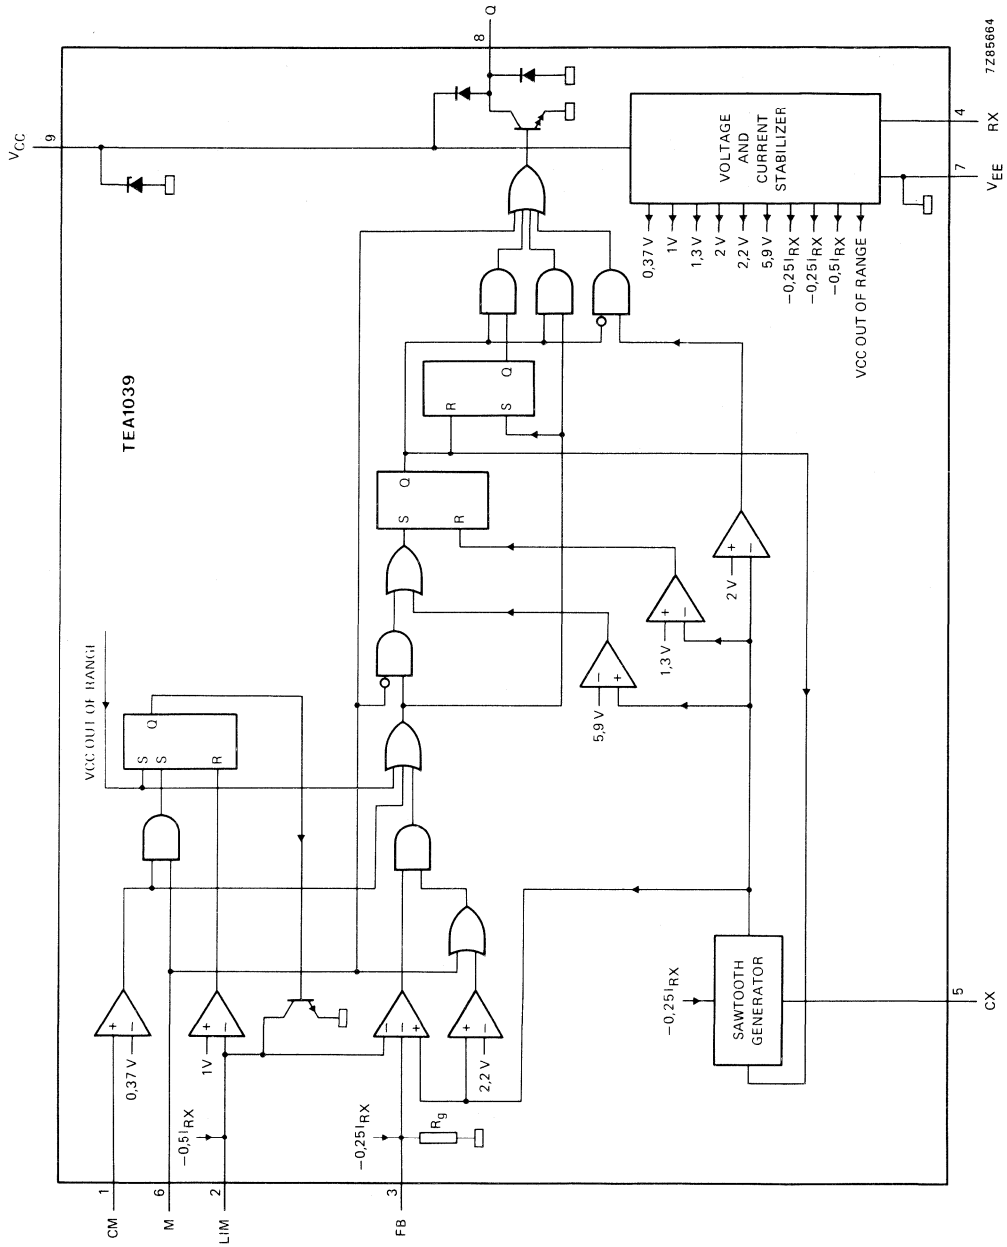 TEA1039
VCC
9
Q
8
VOLTAGE
AND
CURRENT
STABILIZER
RX
4
VEE
7
0,37 V
1V
1,3 V
2 V
2,2 V
5,9 V
−0,25 IRX
−0,25 IRX
−0,5 IRX
VCC OUT OF RANGE
VCC OUT OF RANGE
S
S
R
Q
S
R
Q
R
S
Q
+
−
0,37 V
+
−
1V
−
−
+
+
−
2,2 V
−
+
5,9 V
+
−
1,3 V
+
−
2 V
−0,5 IRX
−0,25 IRX
Rg
−0,25 IRX
SAWTOOTH
GENERATOR
5
CX
1
CM
6
M
2
LIM
3
FB
7Z85664